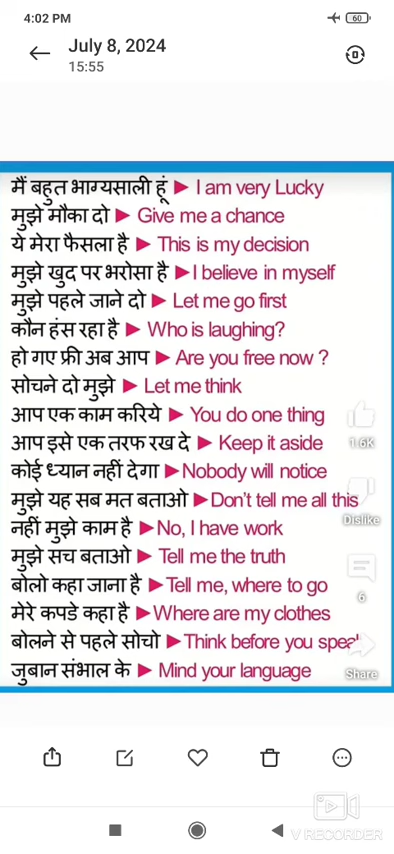 4:02 PM
60
July 8, 2024
15:55
मैं बहुत भाग्यसाली हूं ► I am very Lucky
मुझे मौका दो ► Give me a chance
ये मेरा फैसला है ► This is my decision
मुझे खुद पर भरोसा है ►I believe in myself
मुझे पहले जाने दो ► Let me go first
कौन हंस रहा है ► Who is laughing?
हो गए फ्री अब आप ► Are you free now ?
सोचने दो मुझे ► Let me think
आप एक काम करिये ► You do one thing
आप इसे एक तरफ रख दे ► Keep it aside
1.6K
कोई ध्यान नहीं देगा ►Nobody will notice
मुझे यह सब मत बताओ ►Don't tell me all this
Dislike
नहीं मुझे काम है ►No, I have work
मुझे सच बताओ ► Tell me the truth
बोलो कहा जाना है ►Tell me, where to go
6
मेरे कपडे कहा है ►Where are my clothes
बोलने से पहले सोचो ►Think before you speak
जुबान संभाल के ► Mind your language
Share
V RECORDER